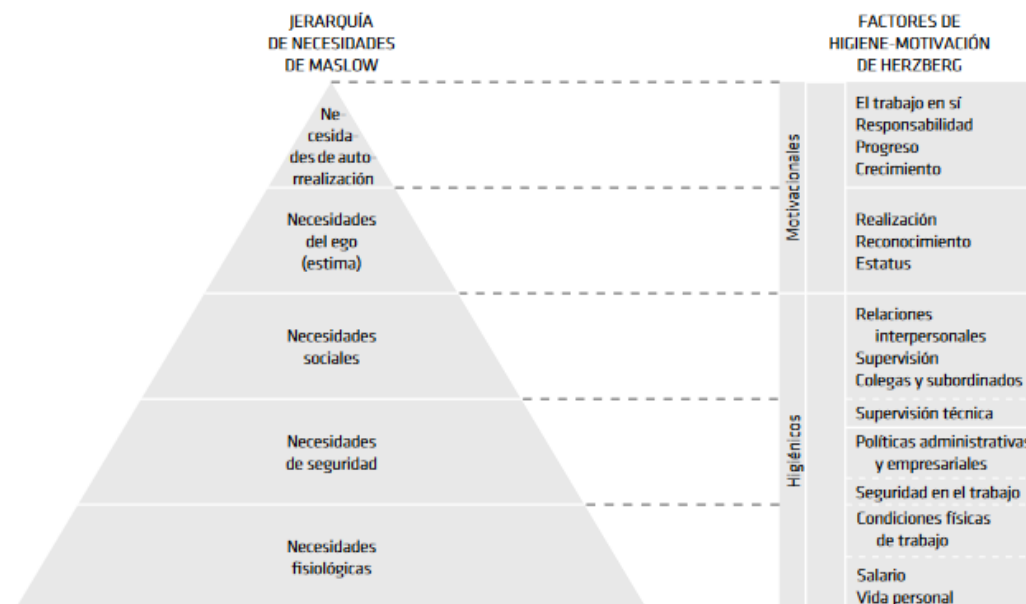 JERARQUÍA
DE NECESIDADES
DE MASLOW
Ne-
cesida-
des de auto-
rrealización
Necesidades
del ego
(estima)
Necesidades
sociales
Necesidades
de seguridad
Necesidades
fisiológicas
FACTORES DE
HIGIENE-MOTIVACIÓN
DE HERZBERG
Motivacionales
El trabajo en sí
Responsabilidad
Progreso
Crecimiento
Realización
Reconocimiento
Estatus
Higiénicos
Relaciones
interpersonales
Supervisión
Colegas y subordinados
Supervisión técnica
Políticas administrativas
y empresariales
Seguridad en el trabajo
Condiciones físicas
de trabajo
Salario
Vida personal